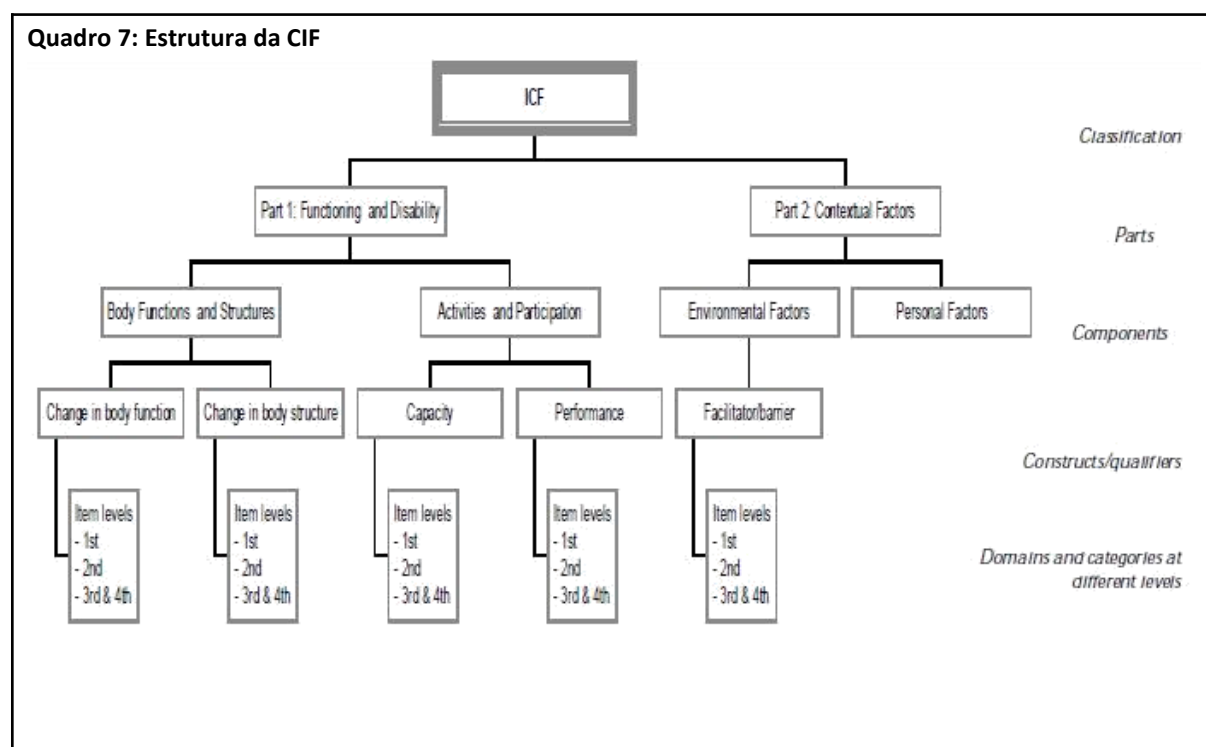 Quadro 7: Estrutura da CIF
ICF
Classification
Part 1: Functioning and Disability
Part 2: Contextual Factors
Parts
Body Functions and Structures
Activities and Participation
Environmental Factors
Personal Factors
Components
Change in body function
Change in body structure
Capacity
Performance
Facilitator/barrier
Constructs/qualifiers
Item levels
- 1st
- 2nd
- 3rd & 4th
Item levels
- 1st
- 2nd
- 3rd & 4th
Item levels
- 1st
- 2nd
- 3rd & 4th
Item levels
- 1st
- 2nd
- 3rd & 4th
Item levels
- 1st
- 2nd
- 3rd & 4th
Domains and categories at
different levels